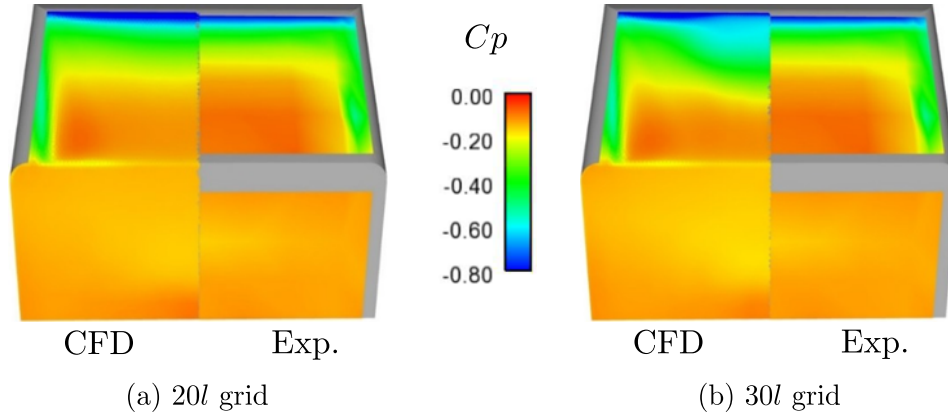 Cp
0.00
-0.20
-0.40
-0.60
-0.80
CFD Exp.
CFD Exp.
(a) 20l grid
(b) 30l grid